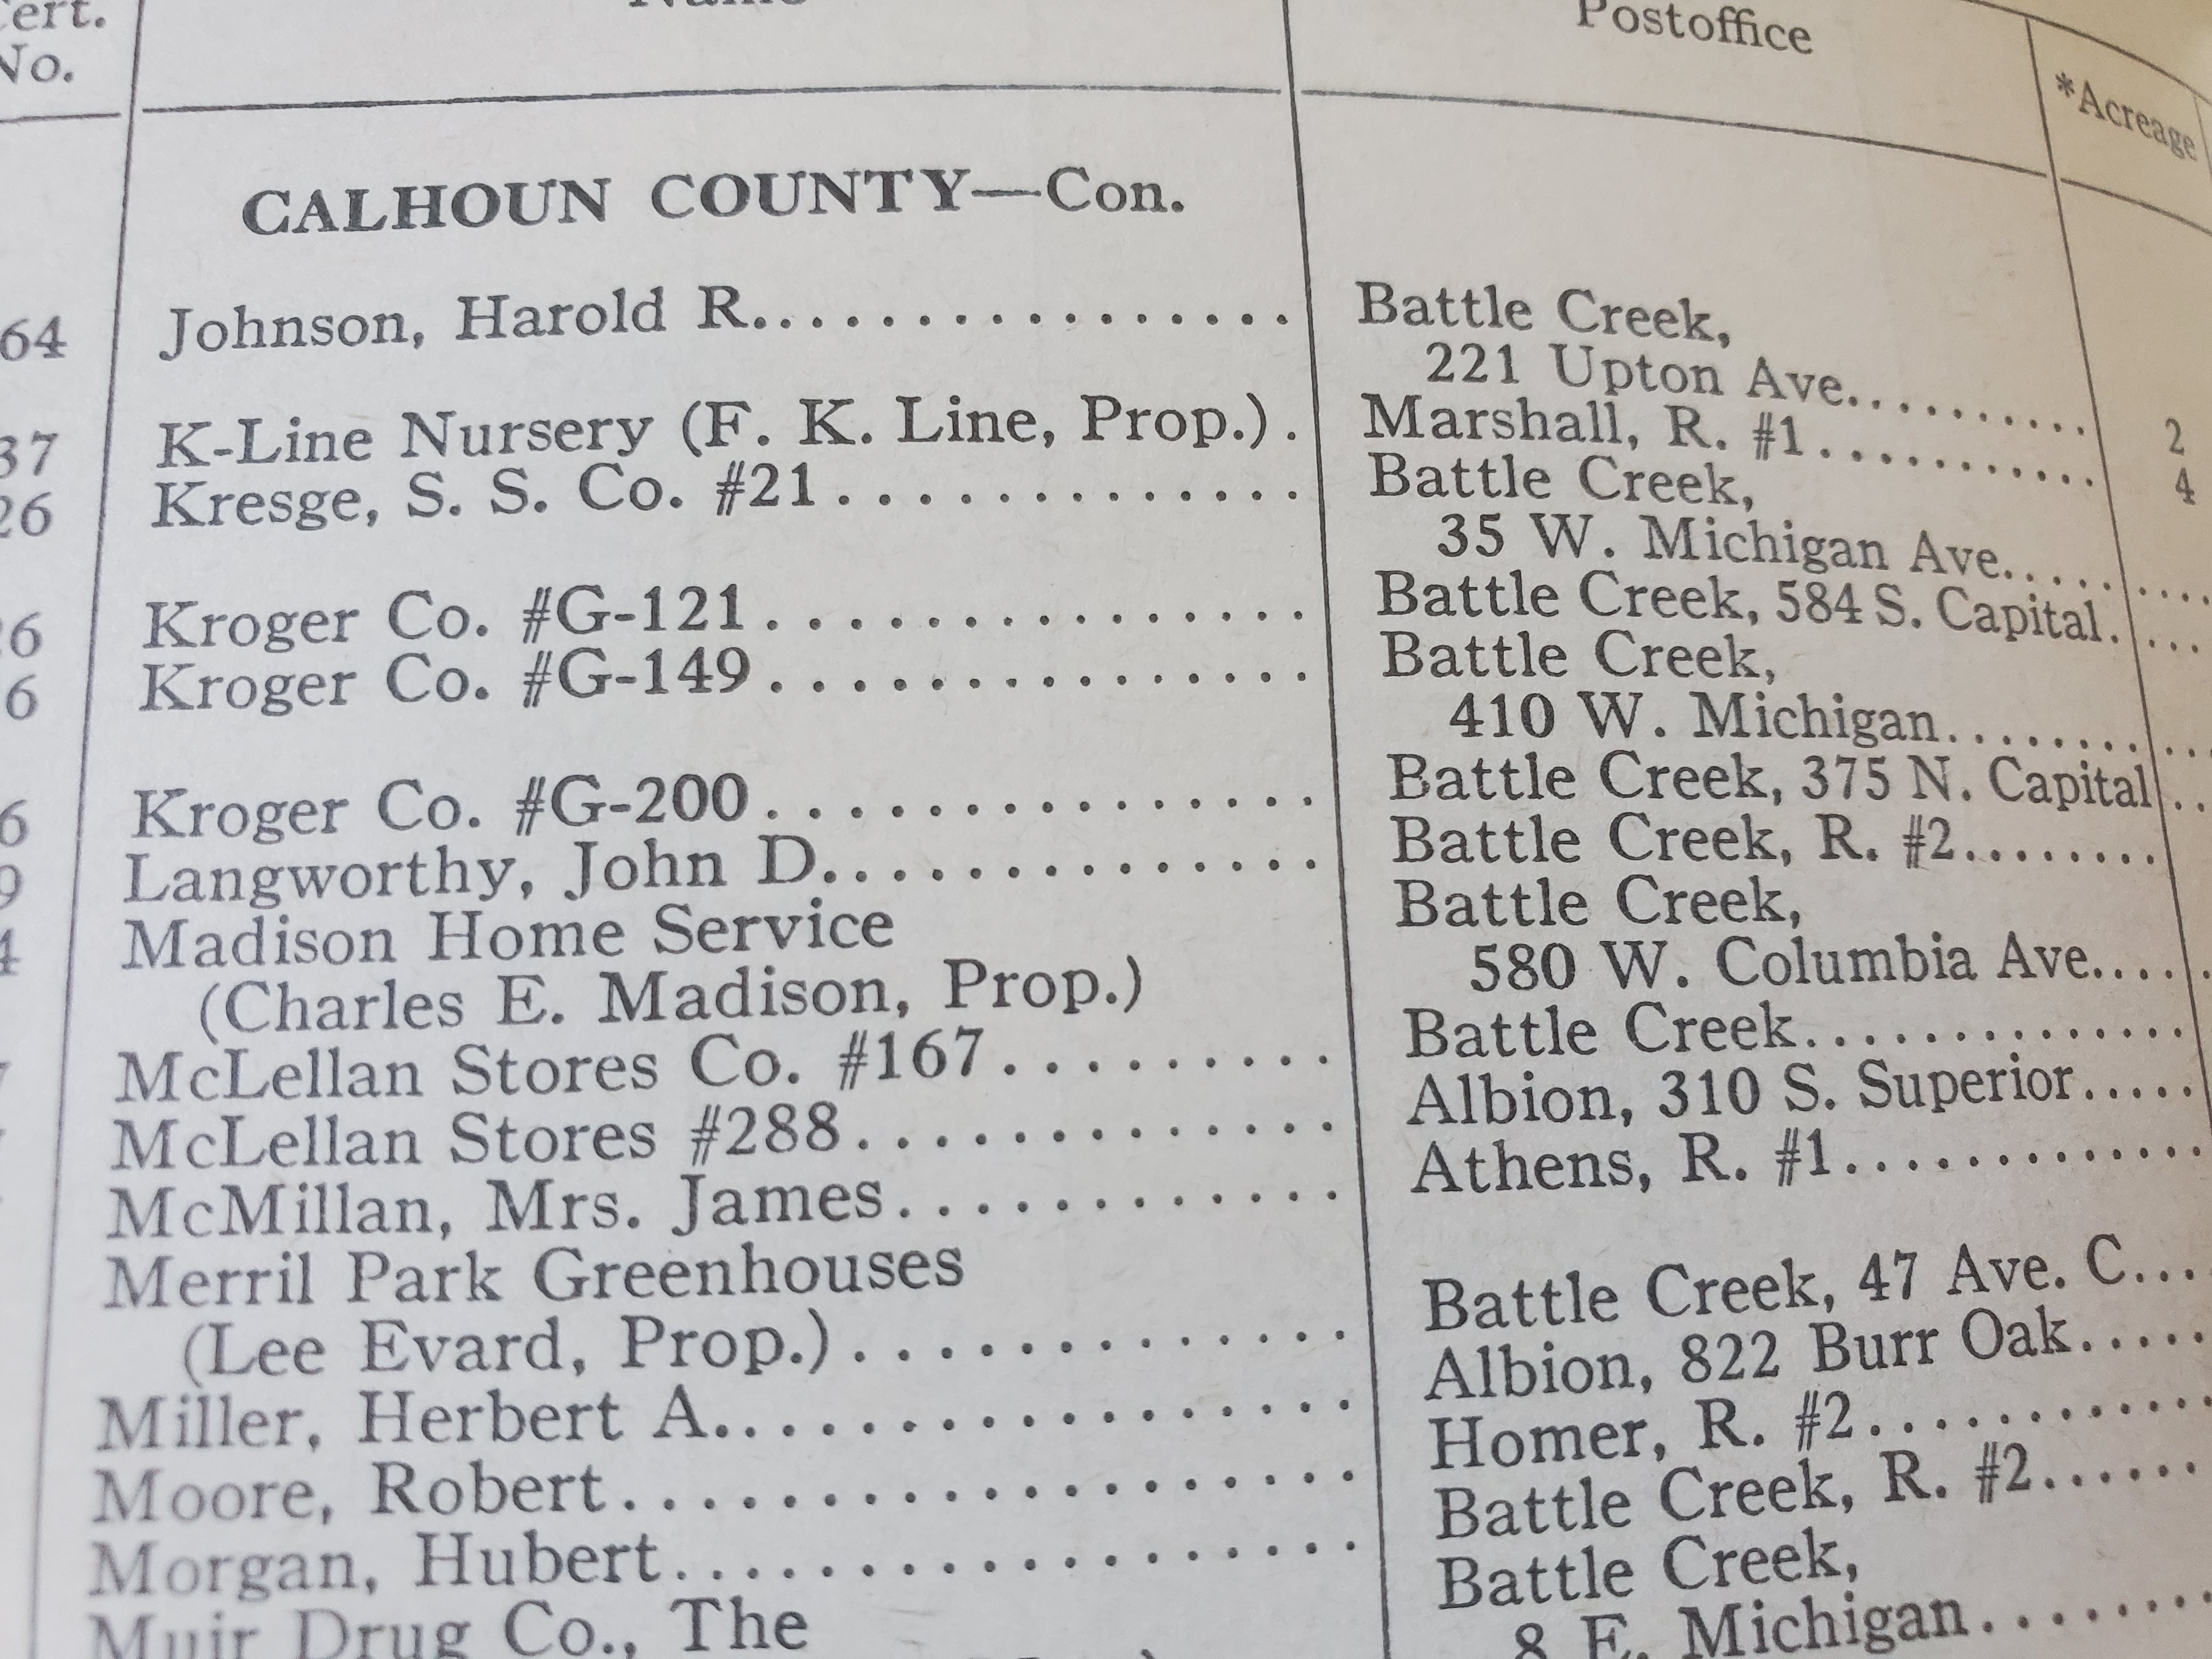 Cert. Name Postoffice *Acreage
No.
CALHOUN COUNTY—Con.
64 Johnson, Harold R. Battle Creek,
221 Upton Ave. 2
37 K-Line Nursery (F. K. Line, Prop.) Marshall, R. #1 4
26 Kresge, S. S. Co. #21 Battle Creek,
35 W. Michigan Ave.
26 Kroger Co. #G-121 Battle Creek, 584 S. Capital
6 Kroger Co. #G-149 Battle Creek,
410 W. Michigan
6 Kroger Co. #G-200 Battle Creek, 375 N. Capital
9 Langworthy, John D. Battle Creek, R. #2
4 Madison Home Service Battle Creek,
(Charles E. Madison, Prop.) 580 W. Columbia Ave.
McLellan Stores Co. #167 Battle Creek
McLellan Stores #288 Albion, 310 S. Superior
McMillan, Mrs. James Athens, R. #1
Merril Park Greenhouses
(Lee Evard, Prop.) Battle Creek, 47 Ave. C
Miller, Herbert A. Albion, 822 Burr Oak
Moore, Robert Homer, R. #2
Morgan, Hubert Battle Creek, R. #2
Muir Drug Co., The Battle Creek,
8 E. Michigan